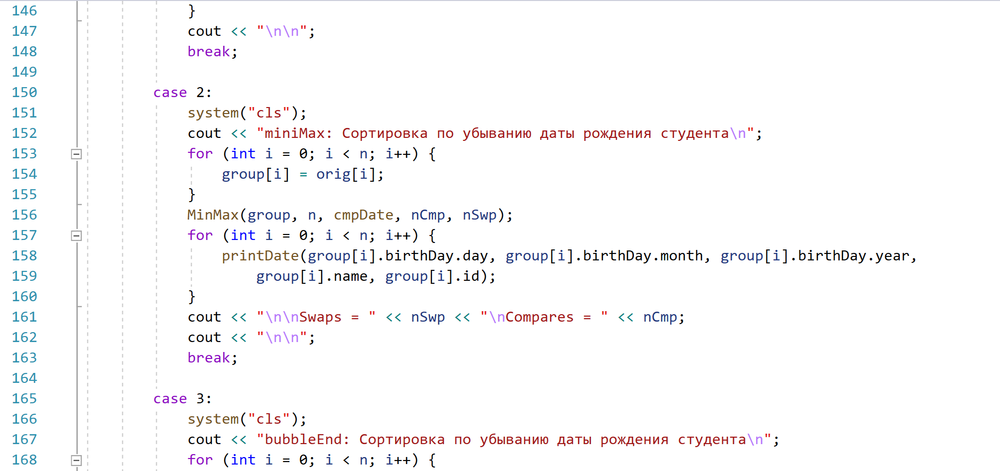 146 }
147 cout << "\n\n";
148 break;
149
150 case 2:
151 system("cls");
152 cout << "miniMax: Сортировка по убыванию даты рождения студента\n";
153 for (int i = 0; i < n; i++) {
154 group[i] = orig[i];
155 }
156 MinMax(group, n, cmpDate, nCmp, nSwp);
157 for (int i = 0; i < n; i++) {
158 printDate(group[i].birthDay.day, group[i].birthDay.month, group[i].birthDay.year,
159 group[i].name, group[i].id);
160 }
161 cout << "\n\nSwaps = " << nSwp << "\nCompares = " << nCmp;
162 cout << "\n\n";
163 break;
164
165 case 3:
166 system("cls");
167 cout << "bubbleEnd: Сортировка по убыванию даты рождения студента\n";
168 for (int i = 0; i < n; i++) {